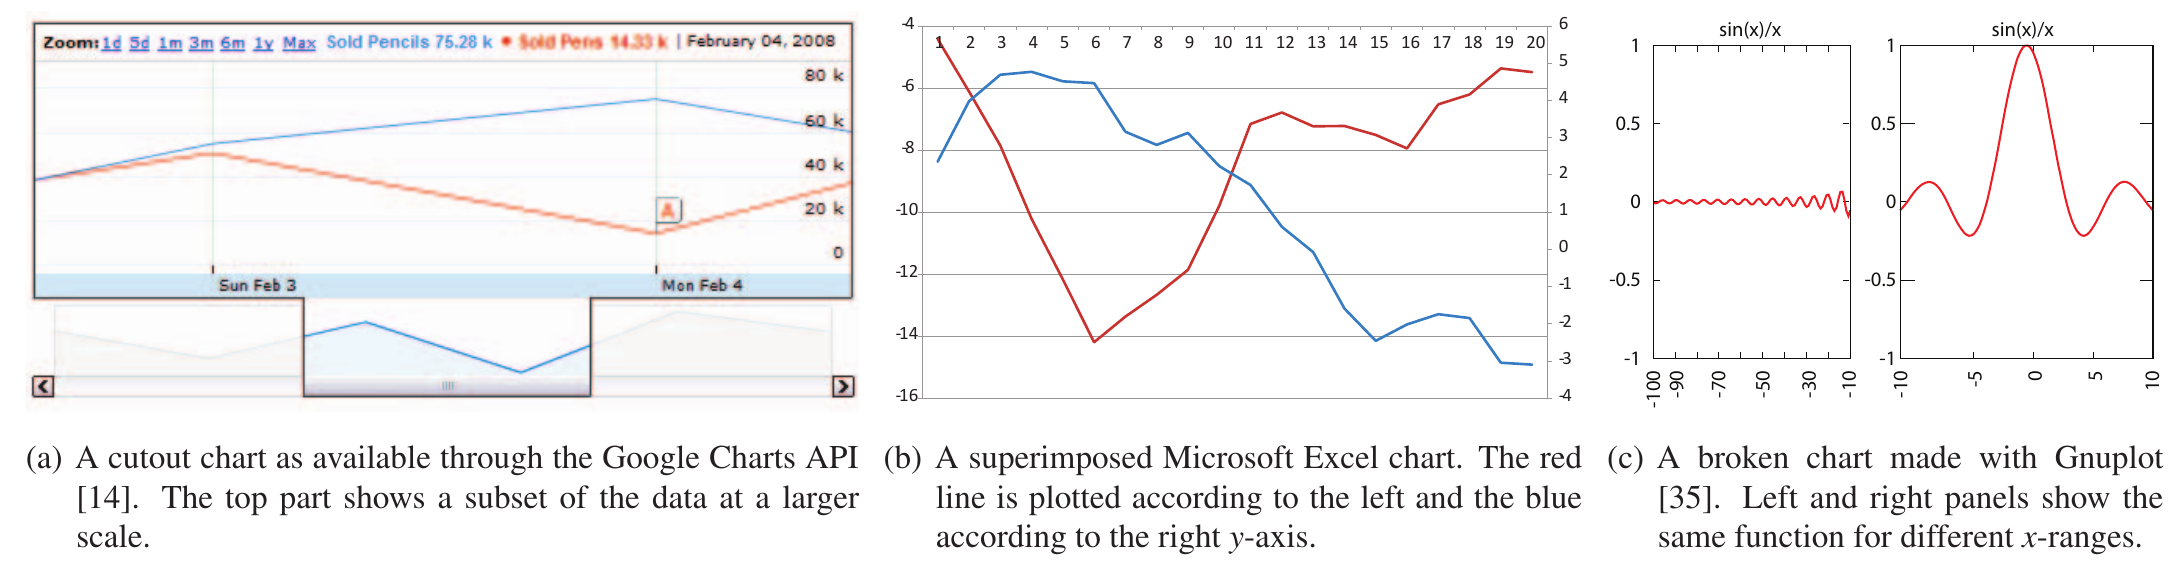 Zoom: 1d 5d 1m 3m 6m 1y Max Sold Pencils 75.28 k ● Sold Pens 14.33 k | February 04, 2008
80 k
60 k
40 k
20 k
0
A
Sun Feb 3 Mon Feb 4
-4
-6
-8
-10
-12
-14
-16
1 2 3 4 5 6 7 8 9 10 11 12 13 14 15 16 17 18 19 20
6
5
4
3
2
1
0
-1
-2
-3
-4
sin(x)/x
1
0.5
0
-0.5
-1
-100 -90 -70 -50 -30 -10
sin(x)/x
1
0.5
0
-0.5
-1
-10 -5 0 5 10
(a) A cutout chart as available through the Google Charts API
[14]. The top part shows a subset of the data at a larger
scale.
(b) A superimposed Microsoft Excel chart. The red
line is plotted according to the left and the blue
according to the right y-axis.
(c) A broken chart made with Gnuplot
[35]. Left and right panels show the
same function for different x-ranges.